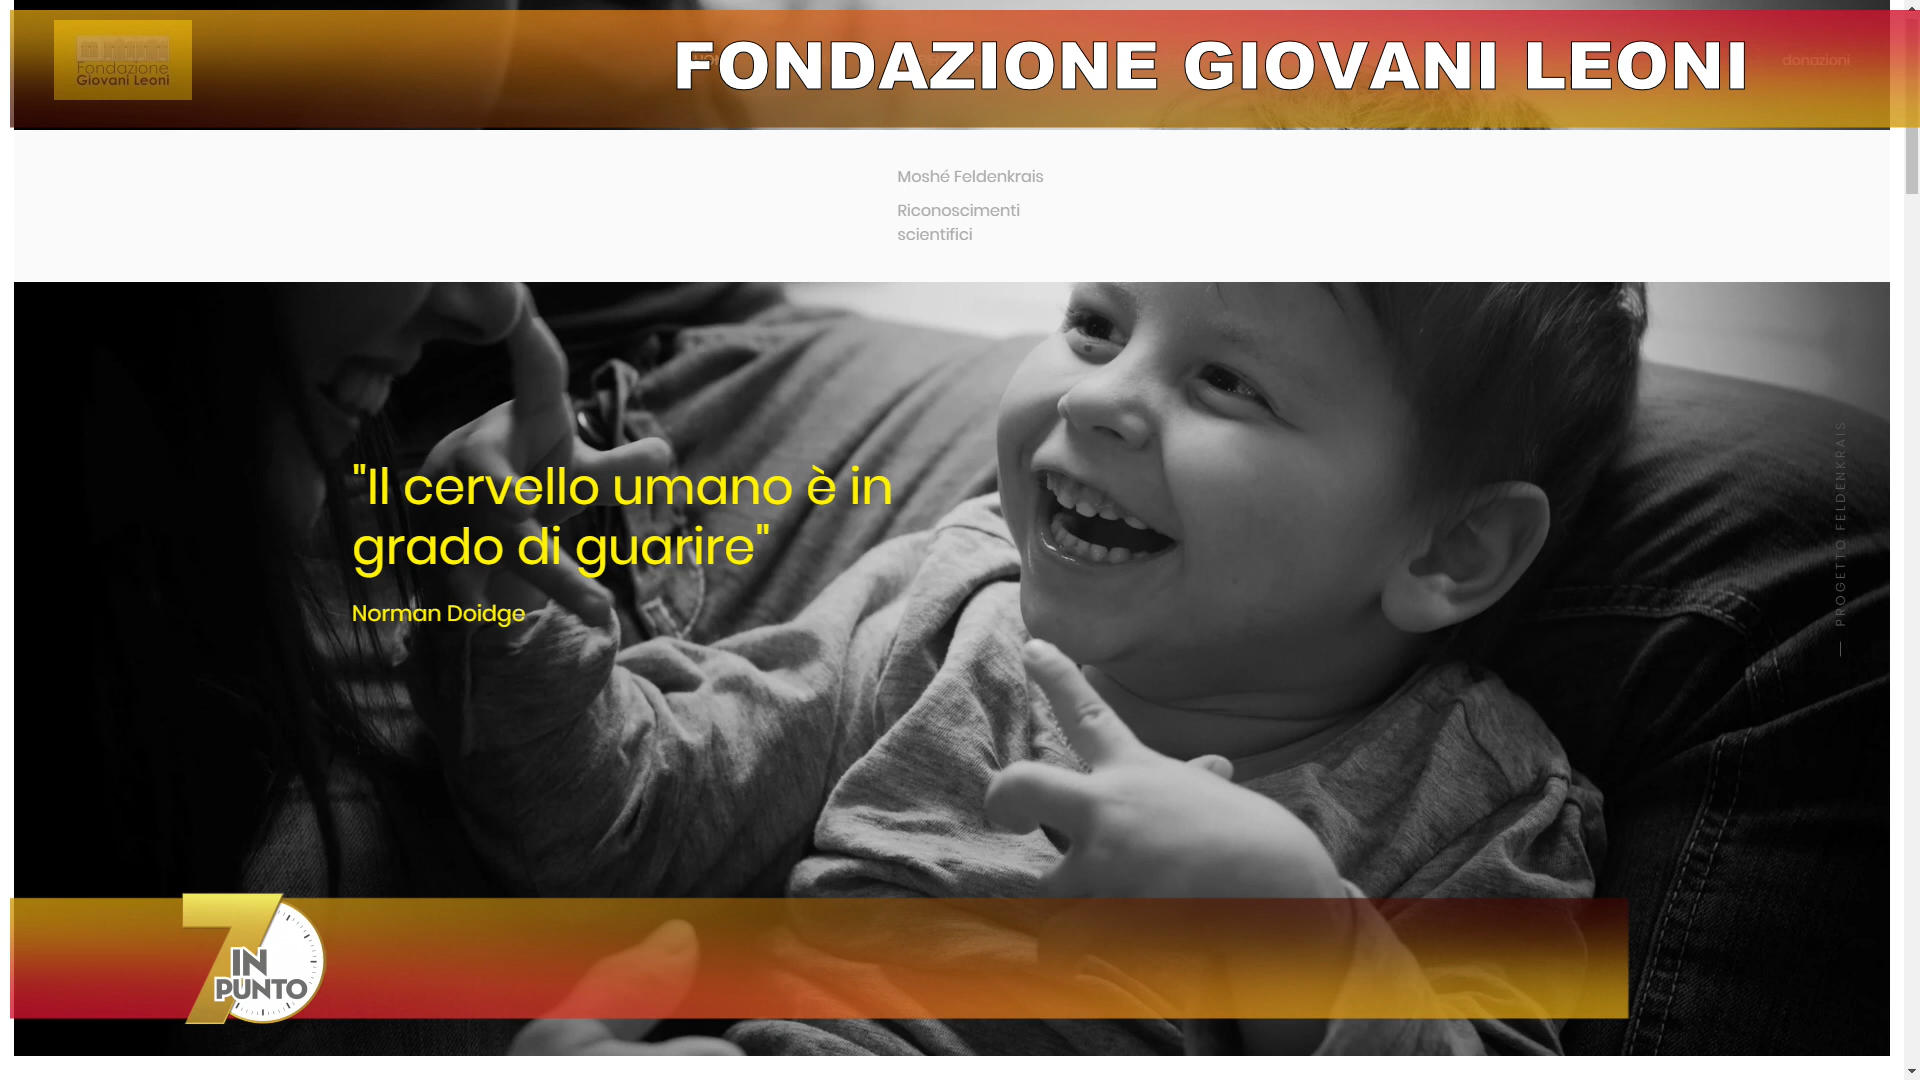 Fondazione
Giovani Leoni
FONDAZIONE GIOVANI LEONI
donazioni
Moshé Feldenkrais
Riconoscimenti
scientifici
"Il cervello umano è in
grado di guarire"
Norman Doidge
— PROGETTO FELDENKRAIS
7 IN
PUNTO